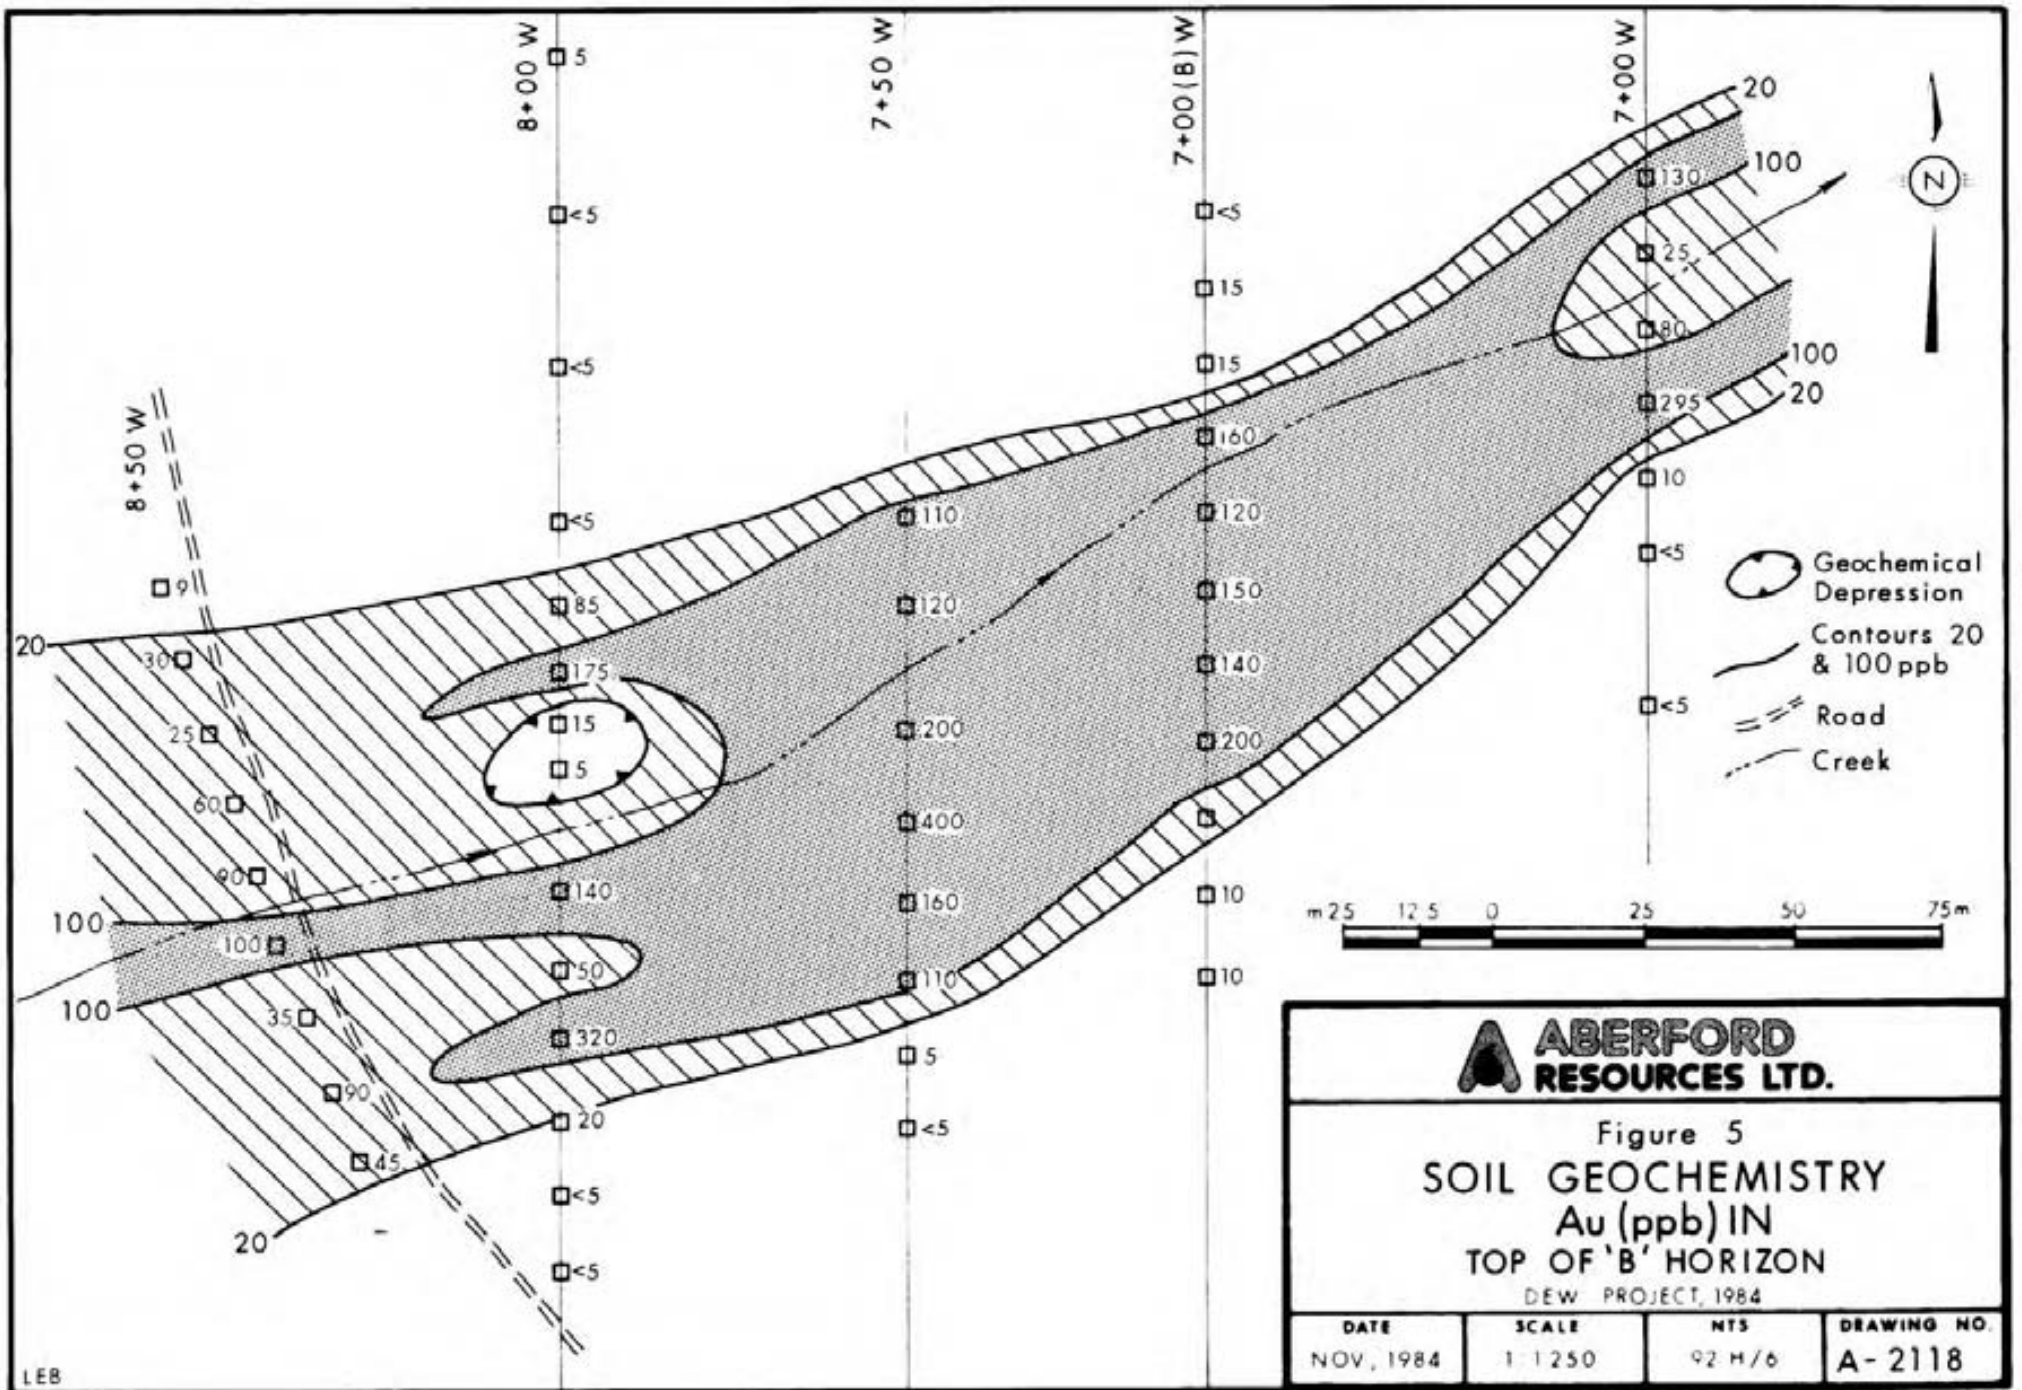 8+00 W
7+50 W
7+00(B)W
7+00 W
5
<5
<5
<5
85
175
15
5
140
50
320
20
<5
<5
110
120
200
400
160
110
5
<5
<5
15
15
160
120
150
140
200
10
10
130
25
80
295
10
<5
<5
8+50 W
9
30
25
60
90
100
35
90
45
20
100
100
20
20
100
100
20
N
Geochemical
Depression
Contours 20
& 100 ppb
Road
Creek
m 25 12.5 0 25 50 75m
ABERFORD
RESOURCES LTD.
Figure 5
SOIL GEOCHEMISTRY
Au (ppb) IN
TOP OF 'B' HORIZON
DEW PROJECT, 1984
DATE
NOV, 1984
SCALE
1:1250
NTS
92 H/6
DRAWING NO.
A-2118
LEB